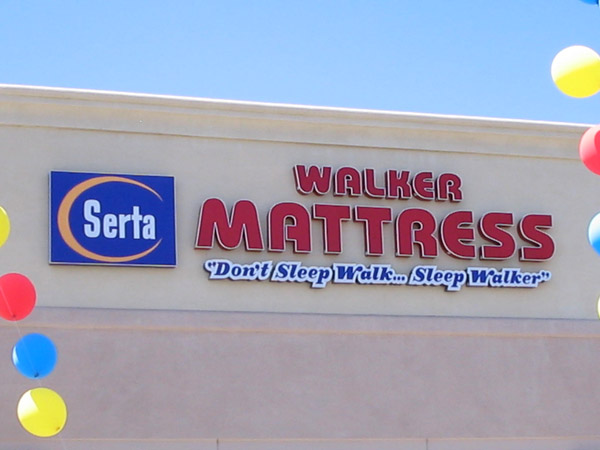 Serta
WALKER
MATTRESS
"Don't Sleep Walk... Sleep Walker"